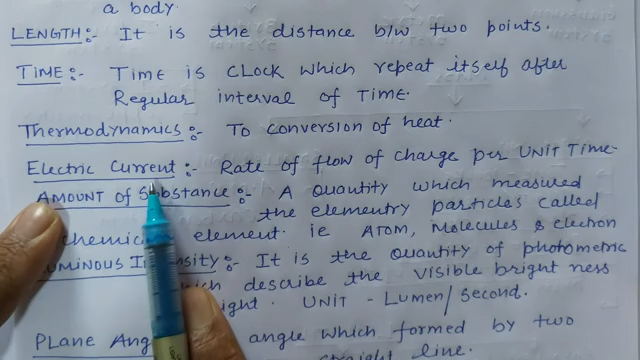 a body.
LENGTH:- It is the distance b/w two points.
TIME:- TIME is CLOCK which repeat itself after
Regular interval of TIME.
Thermodynamics:- To conversion of heat.
Electric Current:- Rate of flow of charge per UNIT TIME
AMOUNT of Substance:- A Quantity which measured
the elementry particles called
element. ie ATOM, Molecules & electron
It is the Quantity of photometric
describe the visible bright ness
UNIT - Lumen/second.
PLANE angle which formed by two
line.